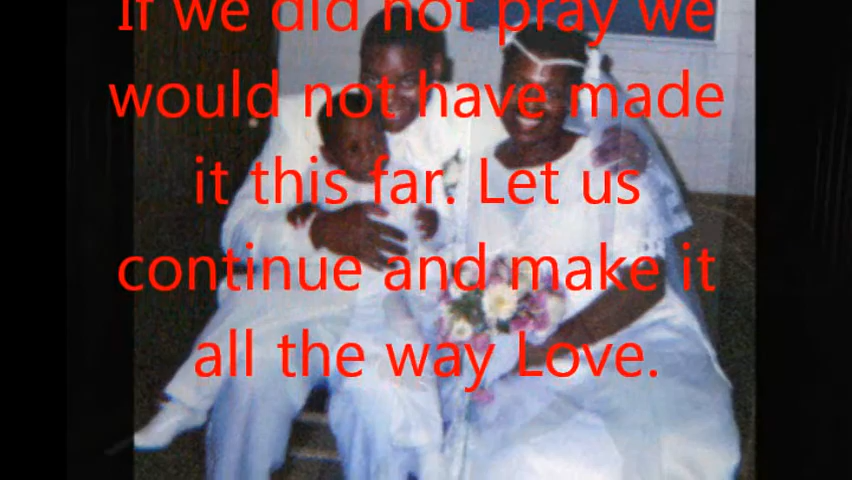 If we did not pray we
would not have made
it this far. Let us
continue and make it
all the way Love.